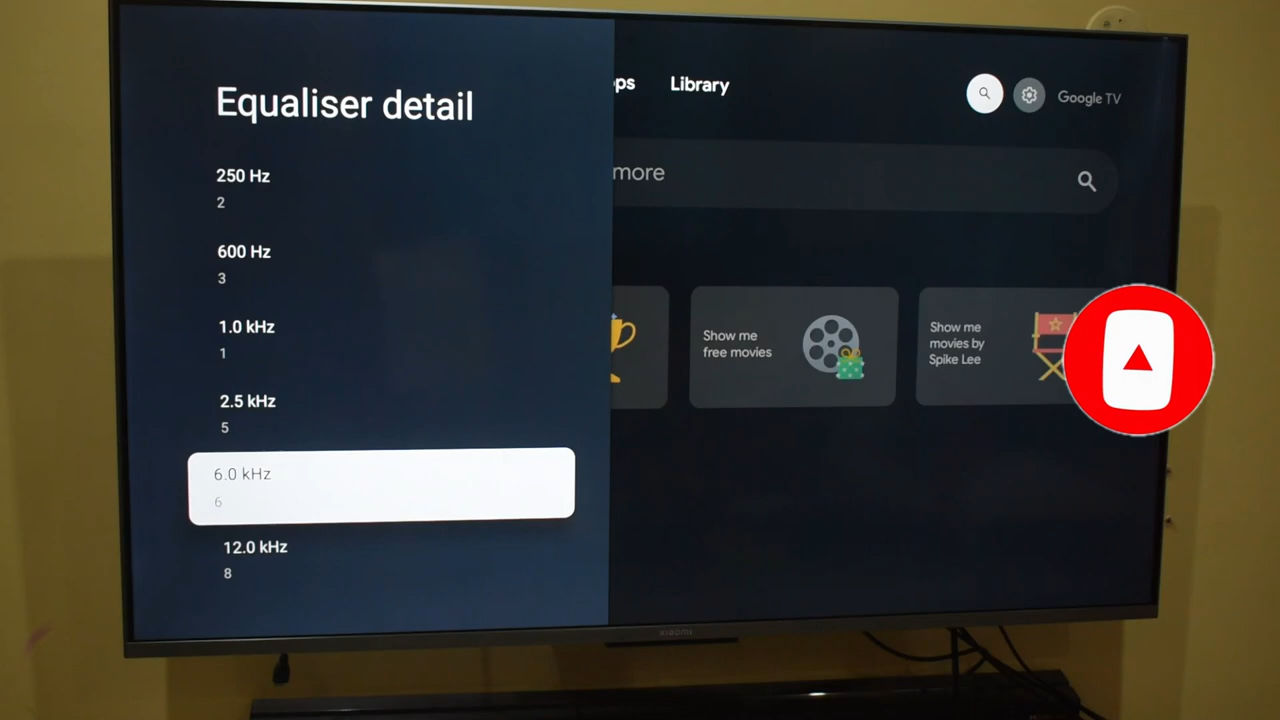 Equaliser detail
250 Hz
2
600 Hz
3
1.0 kHz
1
2.5 kHz
5
6.0 kHz
6
12.0 kHz
8
ps
Library
Google TV
more
Show me
free movies
Show me
movies by
Spike Lee
xiaomi